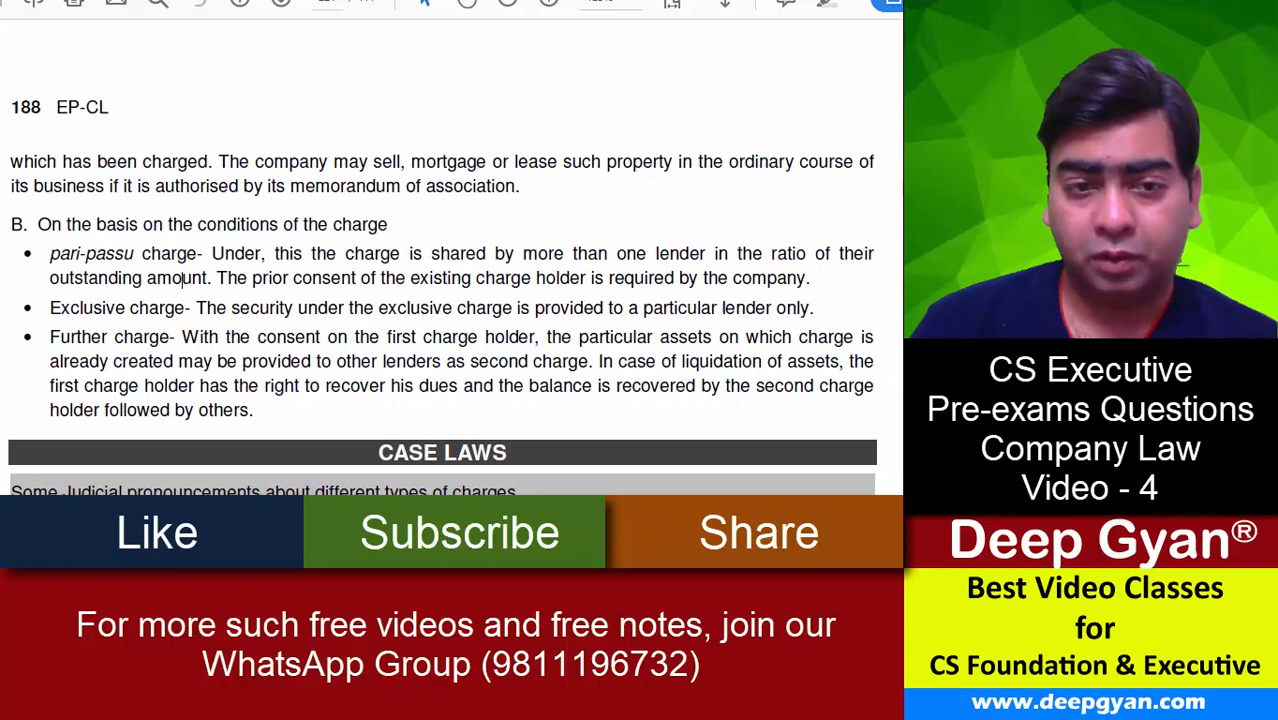 188 EP-CL
which has been charged. The company may sell, mortgage or lease such property in the ordinary course of
its business if it is authorised by its memorandum of association.
B. On the basis on the conditions of the charge
• pari-passu charge- Under, this the charge is shared by more than one lender in the ratio of their
outstanding amount. The prior consent of the existing charge holder is required by the company.
• Exclusive charge- The security under the exclusive charge is provided to a particular lender only.
• Further charge- With the consent on the first charge holder, the particular assets on which charge is
already created may be provided to other lenders as second charge. In case of liquidation of assets, the
first charge holder has the right to recover his dues and the balance is recovered by the second charge
holder followed by others.
CASE LAWS
Some Judicial pronouncements about different types of charges
Like
Subscribe
Share
For more such free videos and free notes, join our
WhatsApp Group (9811196732)
CS Executive
Pre-exams Questions
Company Law
Video - 4
Deep Gyan®
Best Video Classes
for
CS Foundation & Executive
www.deepgyan.com